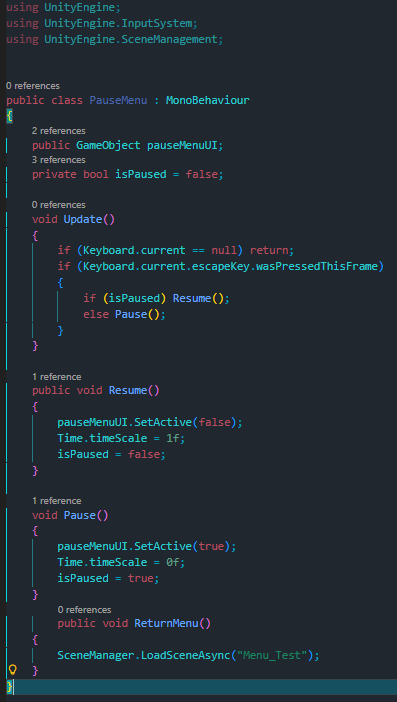 using UnityEngine;
using UnityEngine.InputSystem;
using UnityEngine.SceneManagement;
0 references
public class PauseMenu : MonoBehaviour
{
2 references
public GameObject pauseMenuUI;
3 references
private bool isPaused = false;
0 references
void Update()
{
if (Keyboard.current == null) return;
if (Keyboard.current.escapeKey.wasPressedThisFrame)
{
if (isPaused) Resume();
else Pause();
}
}
1 reference
public void Resume()
{
pauseMenuUI.SetActive(false);
Time.timeScale = 1f;
isPaused = false;
}
1 reference
void Pause()
{
pauseMenuUI.SetActive(true);
Time.timeScale = 0f;
isPaused = true;
}
0 references
public void ReturnMenu()
{
SceneManager.LoadSceneAsync("Menu_Test");
}
}